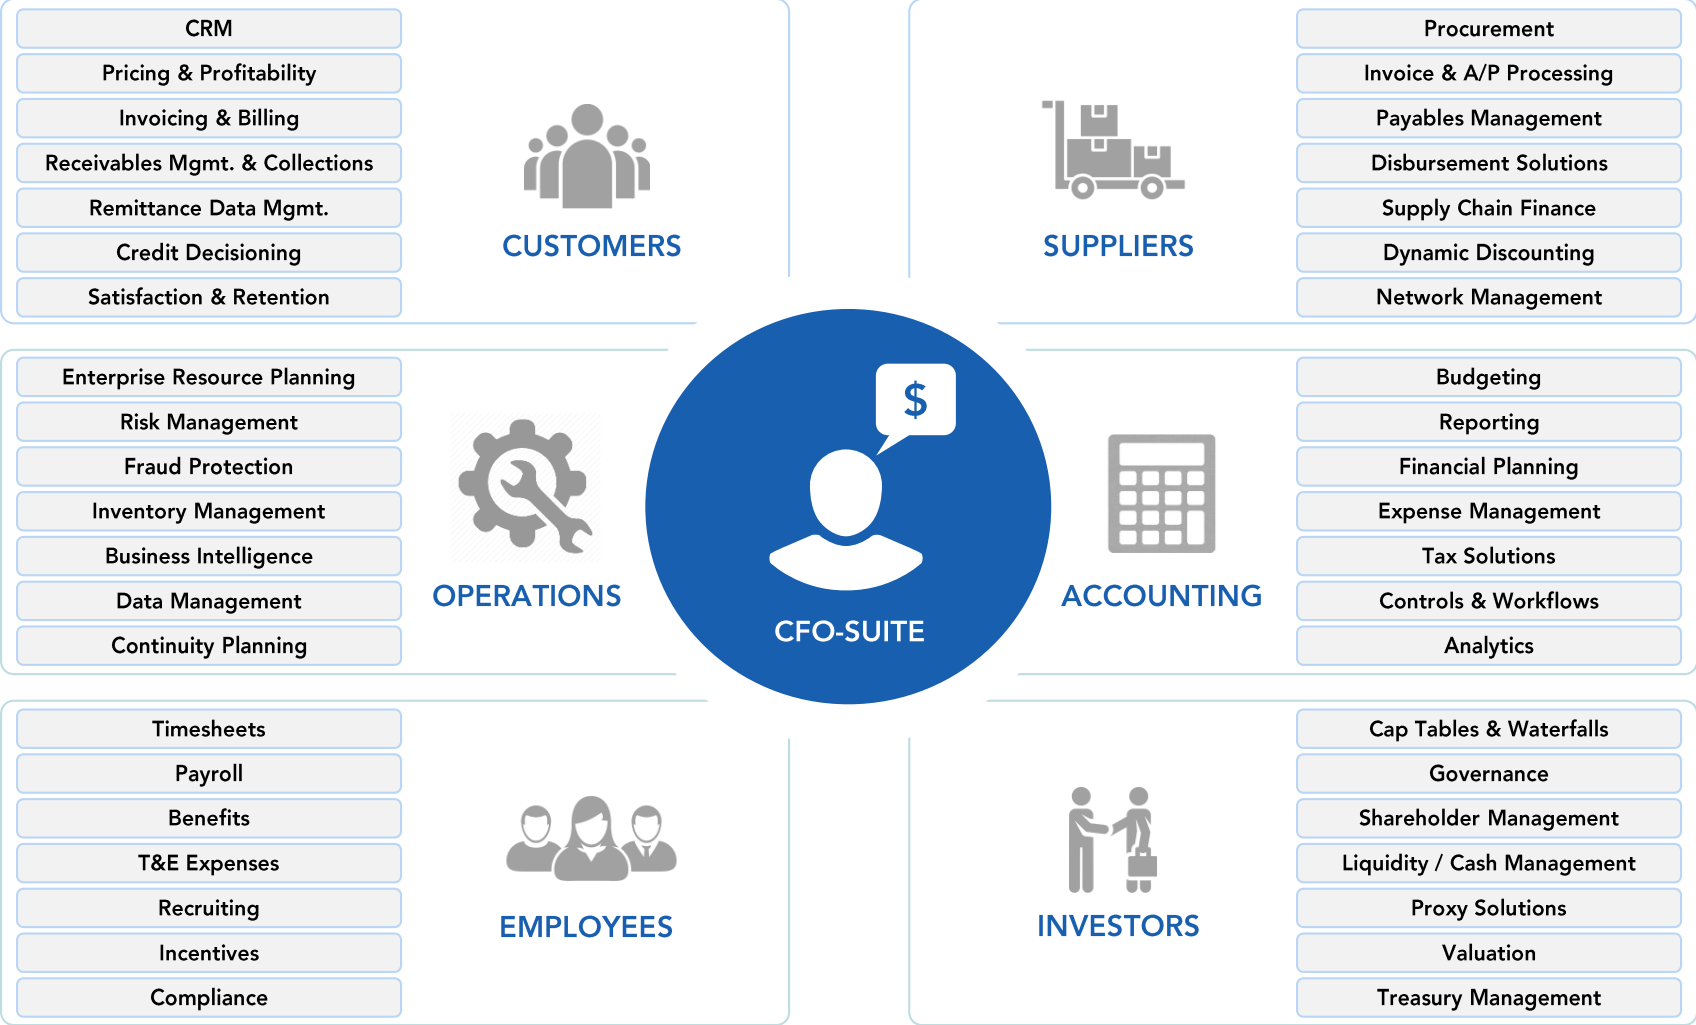 CRM
Pricing & Profitability
Invoicing & Billing
Receivables Mgmt. & Collections
Remittance Data Mgmt.
Credit Decisioning
Satisfaction & Retention
CUSTOMERS
SUPPLIERS
Procurement
Invoice & A/P Processing
Payables Management
Disbursement Solutions
Supply Chain Finance
Dynamic Discounting
Network Management
Enterprise Resource Planning
Risk Management
Fraud Protection
Inventory Management
Business Intelligence
Data Management
Continuity Planning
OPERATIONS
$
CFO-SUITE
ACCOUNTING
Budgeting
Reporting
Financial Planning
Expense Management
Tax Solutions
Controls & Workflows
Analytics
Timesheets
Payroll
Benefits
T&E Expenses
Recruiting
Incentives
Compliance
EMPLOYEES
INVESTORS
Cap Tables & Waterfalls
Governance
Shareholder Management
Liquidity / Cash Management
Proxy Solutions
Valuation
Treasury Management